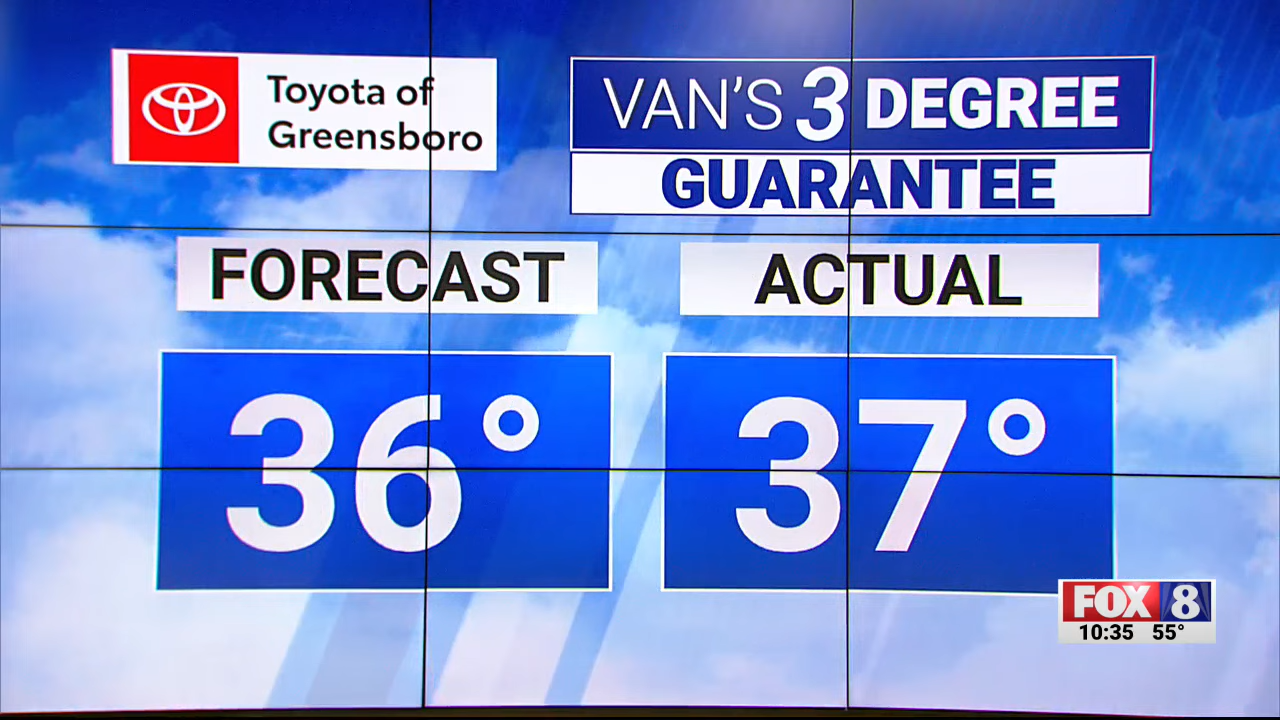 Toyota of
Greensboro
VAN'S 3 DEGREE
GUARANTEE
FORECAST
ACTUAL
36°
37°
FOX 8
10:35 55°